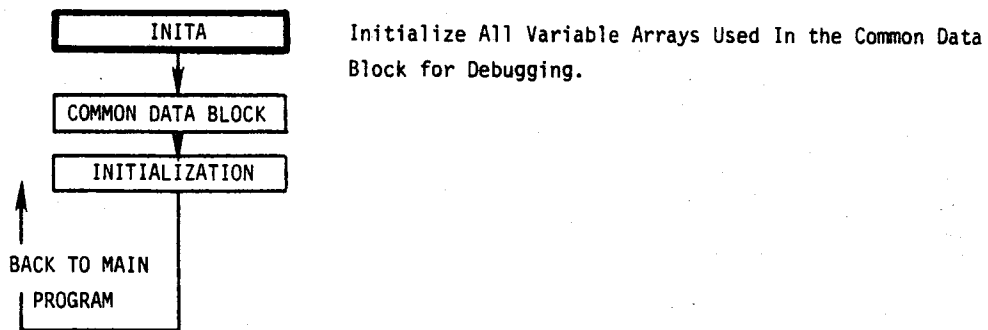 INITA
Initialize All Variable Arrays Used In the Common Data
Block for Debugging.
COMMON DATA BLOCK
INITIALIZATION
BACK TO MAIN
PROGRAM